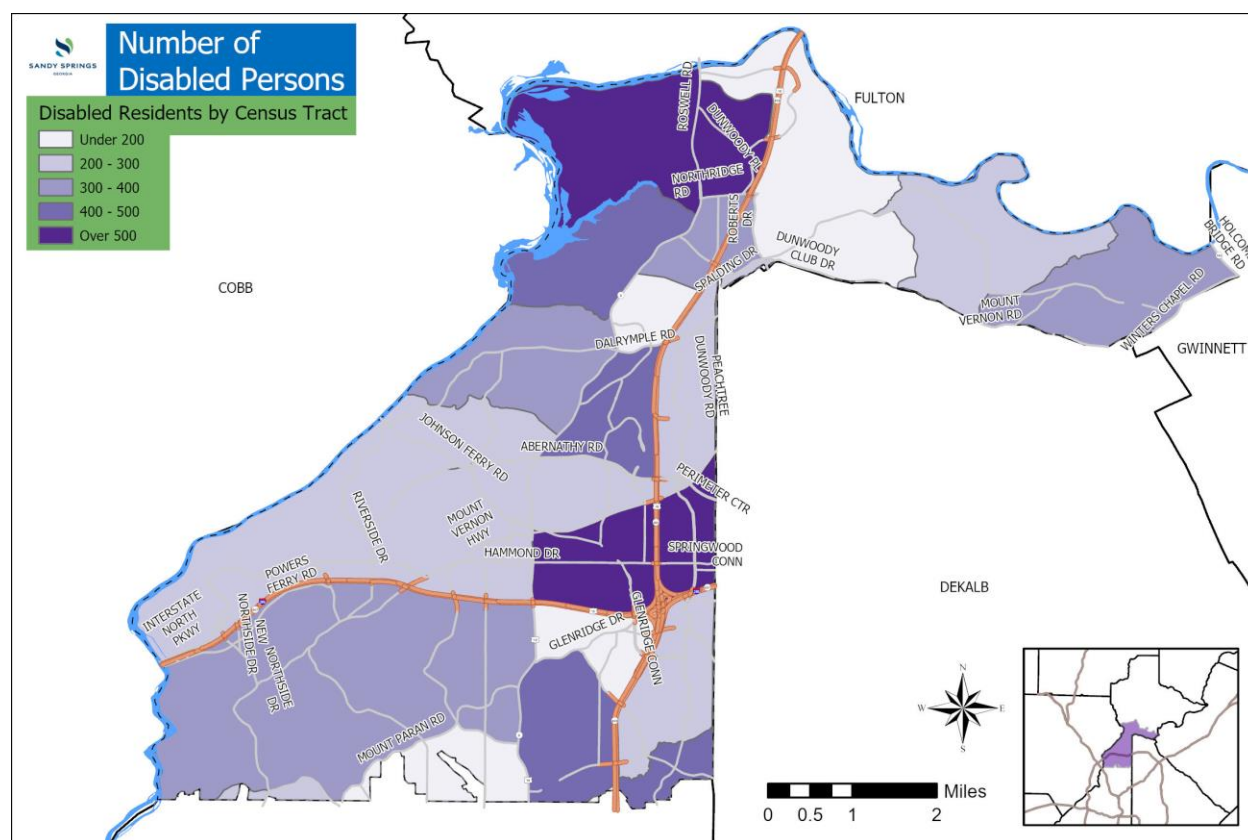 SANDY SPRINGS
GEORGIA
Number of
Disabled Persons
Disabled Residents by Census Tract
Under 200
200 - 300
300 - 400
400 - 500
Over 500
FULTON
COBB
GWINNETT
DEKALB
ROSWELL RD
DUNWOODY PL
NORTHRIDGE
RD
ROBERTS
DR
SPALDING DR
DUNWOODY
CLUB DR
HOLCOMB
BRIDGE RD
MOUNT
VERNON RD
WINTERS CHAPEL RD
DALRYMPLE RD
PEACHTREE
DUNWOODY RD
JOHNSON FERRY RD
ABERNATHY RD
PERIMETER CTR
RIVERSIDE DR
MOUNT
VERNON
HWY
HAMMOND DR
SPRINGWOOD
CONN
POWERS
FERRY RD
INTERSTATE
NORTH
PKWY
NORTHSIDE DR
NEW NORTHSIDE
DR
GLENRIDGE DR
GLENRIDGE CONN
MOUNT PARAN RD
N
W E
S
0 0.5 1 2 Miles